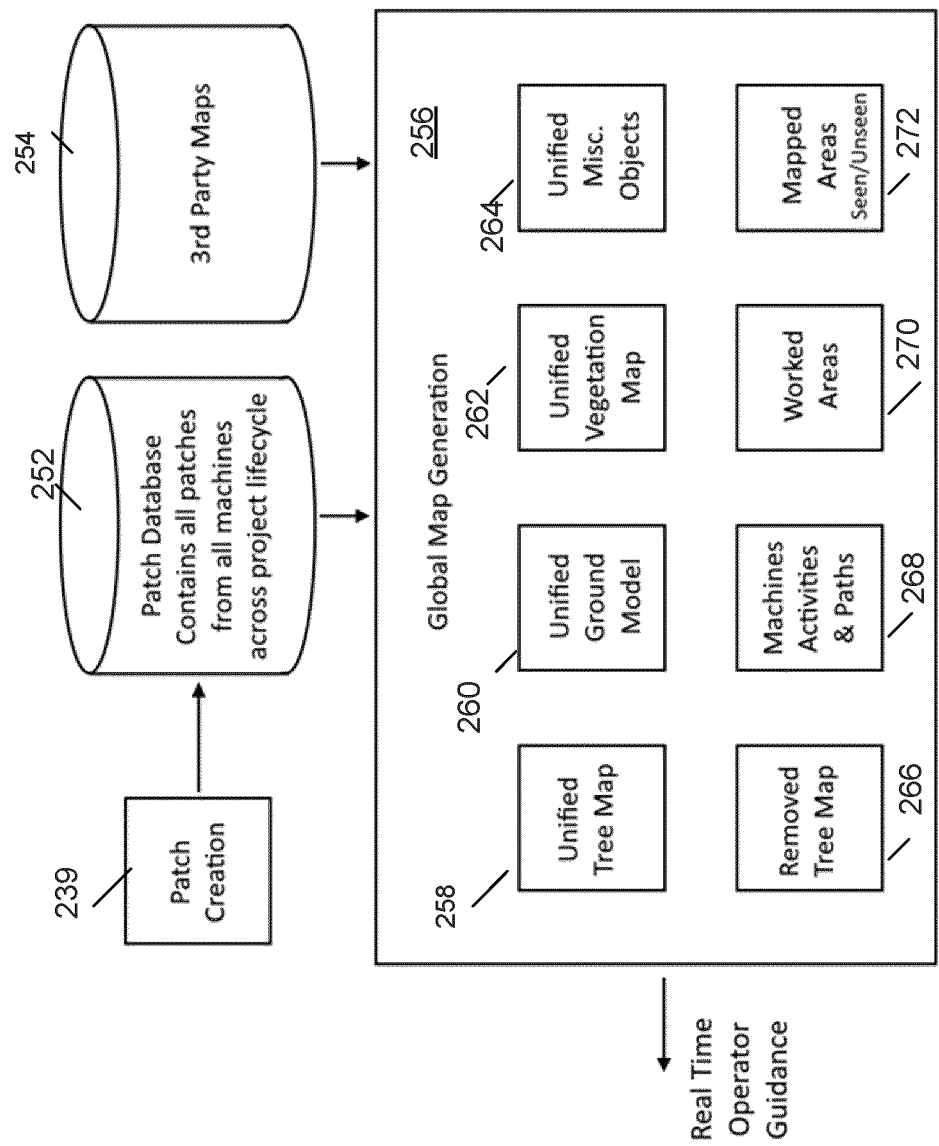 239
Patch
Creation
252
Patch Database
Contains all patches
from all machines
across project lifecycle
254
3rd Party Maps
Global Map Generation
256
258
Unified
Tree Map
260
Unified
Ground
Model
262
Unified
Vegetation
Map
264
Unified
Misc.
Objects
Removed
Tree Map
266
Machines
Activities
& Paths
268
Worked
Areas
270
Mapped
Areas
Seen/Unseen
272
Real Time
Operator
Guidance